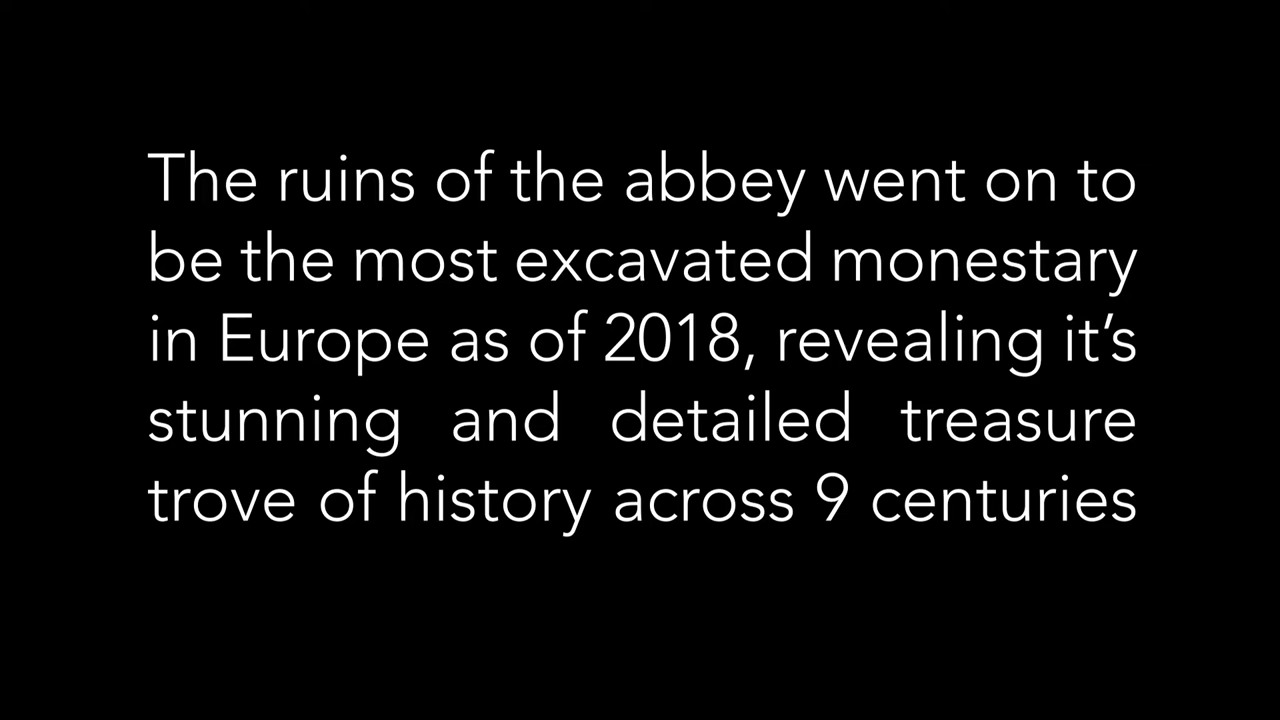 The ruins of the abbey went on to
be the most excavated monestary
in Europe as of 2018, revealing it’s
stunning and detailed treasure
trove of history across 9 centuries